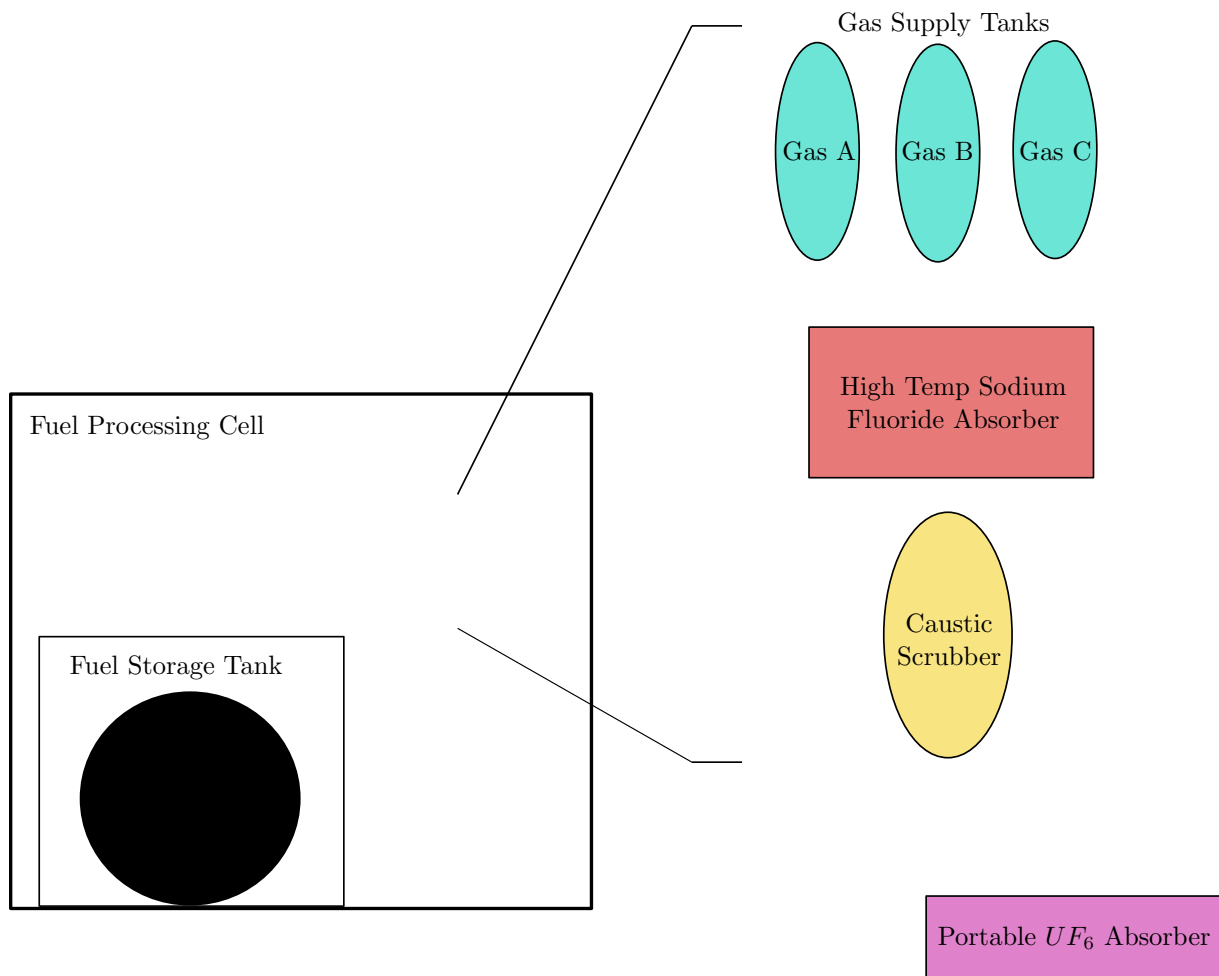 Gas Supply Tanks
Gas A
Gas B
Gas C
High Temp Sodium
Fluoride Absorber
Fuel Processing Cell
Caustic
Scrubber
Fuel Storage Tank
Portable UF₆ Absorber